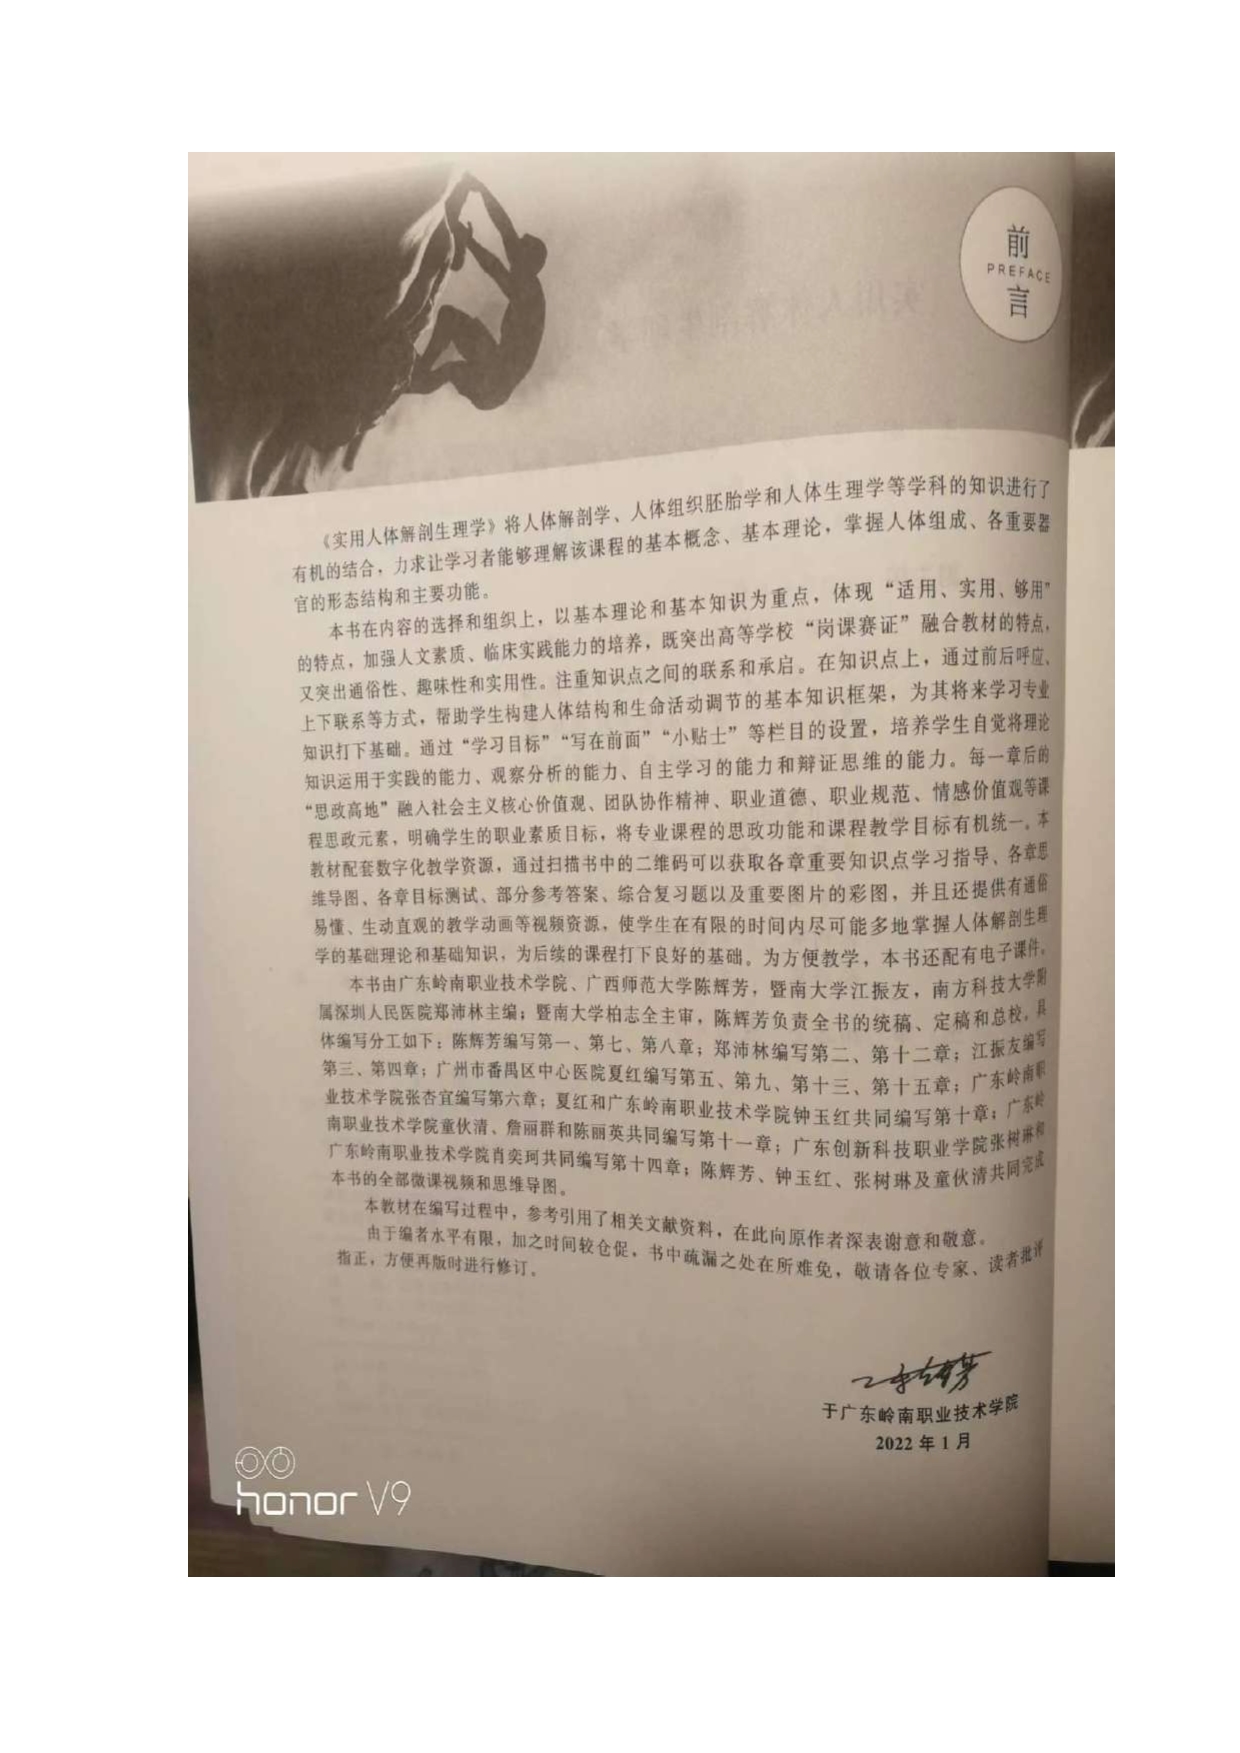 前
PREFACE
言
《实用人体解剖生理学》将人体解剖学、人体组织胚胎学和人体生理学等学科的知识进行了
有机的结合，力求让学习者能够理解该课程的基本概念、基本理论，掌握人体组成、各重要器
官的形态结构和主要功能。
本书在内容的选择和组织上，以基本理论和基本知识为重点，体现“适用、实用、够用”
的特点，加强人文素质、临床实践能力的培养，既突出高等学校“岗课赛证”融合教材的特点，
又突出通俗性、趣味性和实用性。注重知识点之间的联系和承启。在知识点上，通过前后呼应、
上下联系等方式，帮助学生构建人体结构和生命活动调节的基本知识框架，为其将来学习专业
知识打下基础。通过“学习目标”“写在前面”“小贴士”等栏目的设置，培养学生自觉将理论
知识运用于实践的能力、观察分析的能力、自主学习的能力和辩证思维的能力。每一章后的
“思政高地”融入社会主义核心价值观、团队协作精神、职业道德、职业规范、情感价值观等课
程思政元素，明确学生的职业素质目标，将专业课程的思政功能和课程教学目标有机统一。本
教材配套数字化教学资源，通过扫描书中的二维码可以获取各章重要知识点学习指导、各章思
维导图、各章目标测试、部分参考答案、综合复习题以及重要图片的彩图，并且还提供有通俗
易懂、生动直观的教学动画等视频资源，使学生在有限的时间内尽可能多地掌握人体解剖生理
学的基础理论和基础知识，为后续的课程打下良好的基础。为方便教学，本书还配有电子课件。
本书由广东岭南职业技术学院、广西师范大学陈辉芳，暨南大学江振友，南方科技大学附
属深圳人民医院郑沛林主编；暨南大学柏志全主审，陈辉芳负责全书的统稿、定稿和总校。具
体编写分工如下：陈辉芳编写第一、第七、第八章；郑沛林编写第二、第十二章；江振友编写
第三、第四章；广州市番禺区中心医院夏红编写第五、第九、第十三、第十五章；广东岭南职
业技术学院张杏宜编写第六章；夏红和广东岭南职业技术学院钟玉红共同编写第十章；广东岭
南职业技术学院童伙清、詹丽群和陈丽英共同编写第十一章；广东创新科技职业学院张树琳和
广东岭南职业技术学院肖奕珂共同编写第十四章；陈辉芳、钟玉红、张树琳及童伙清共同完成
本书的全部微课视频和思维导图。
本教材在编写过程中，参考引用了相关文献资料，在此向原作者深表谢意和敬意。
由于编者水平有限，加之时间较仓促，书中疏漏之处在所难免，敬请各位专家、读者批评
指正，方便再版时进行修订。
于广东岭南职业技术学院
2022 年 1 月
honor V9